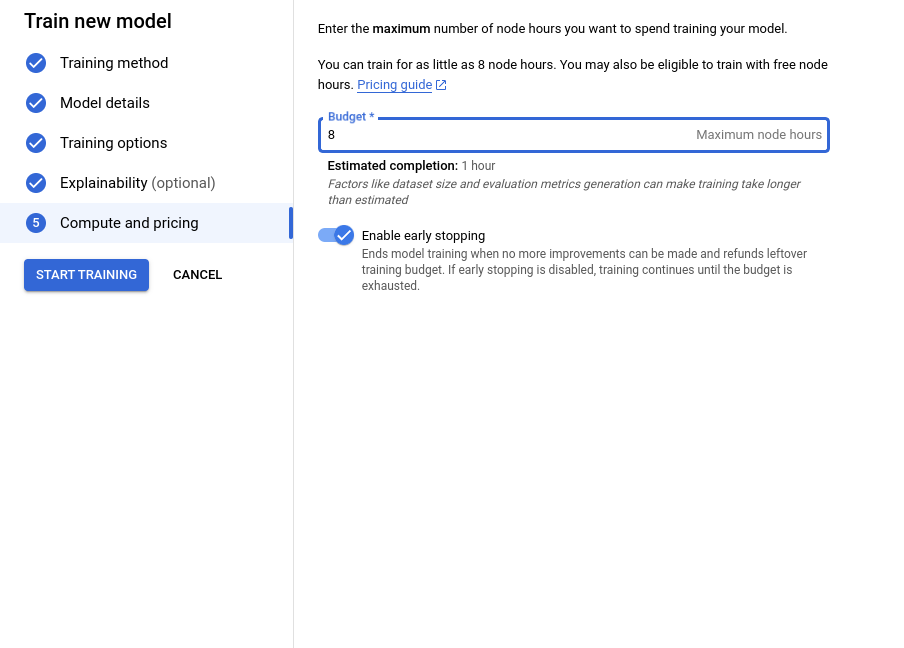 Train new model
Training method
Model details
Training options
Explainability (optional)
5
Compute and pricing
START TRAINING
CANCEL
Enter the maximum number of node hours you want to spend training your model.
You can train for as little as 8 node hours. You may also be eligible to train with free node
hours. Pricing guide
Budget *
8
Maximum node hours
Estimated completion: 1 hour
Factors like dataset size and evaluation metrics generation can make training take longer
than estimated
Enable early stopping
Ends model training when no more improvements can be made and refunds leftover
training budget. If early stopping is disabled, training continues until the budget is
exhausted.